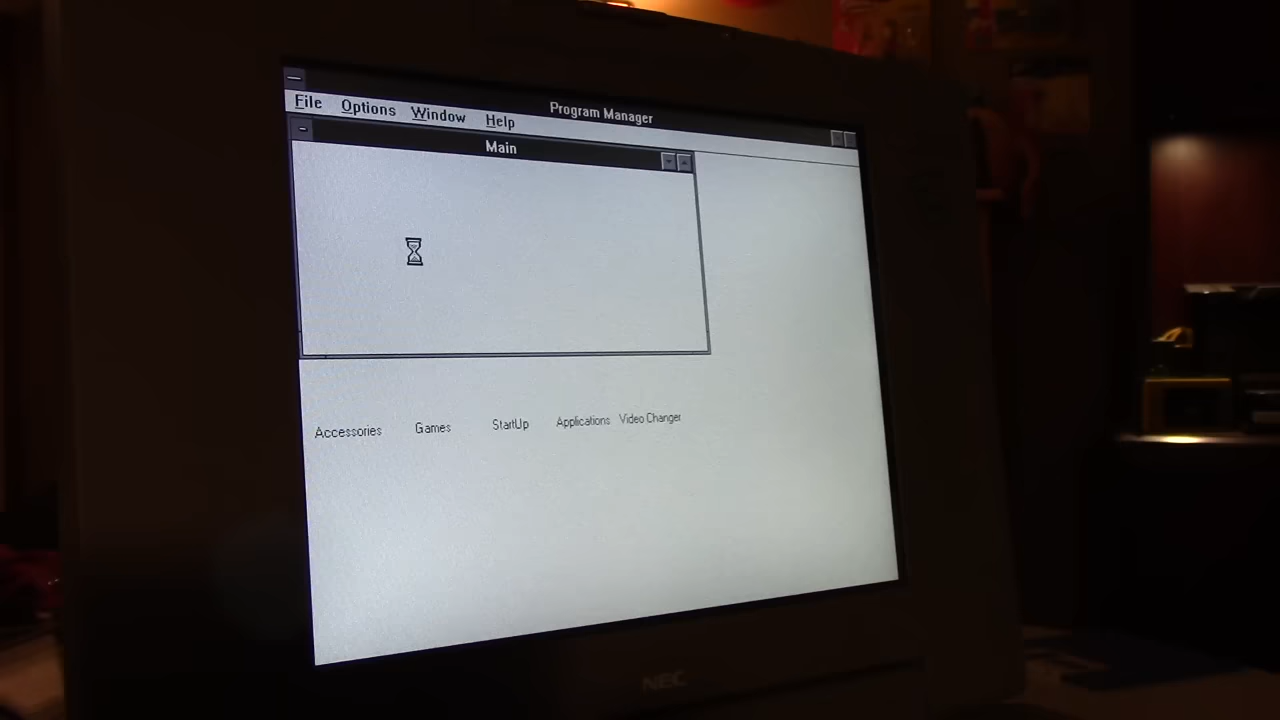 Program Manager
File Options Window Help
Main
Accessories Games StartUp Applications Video Changer
NEC